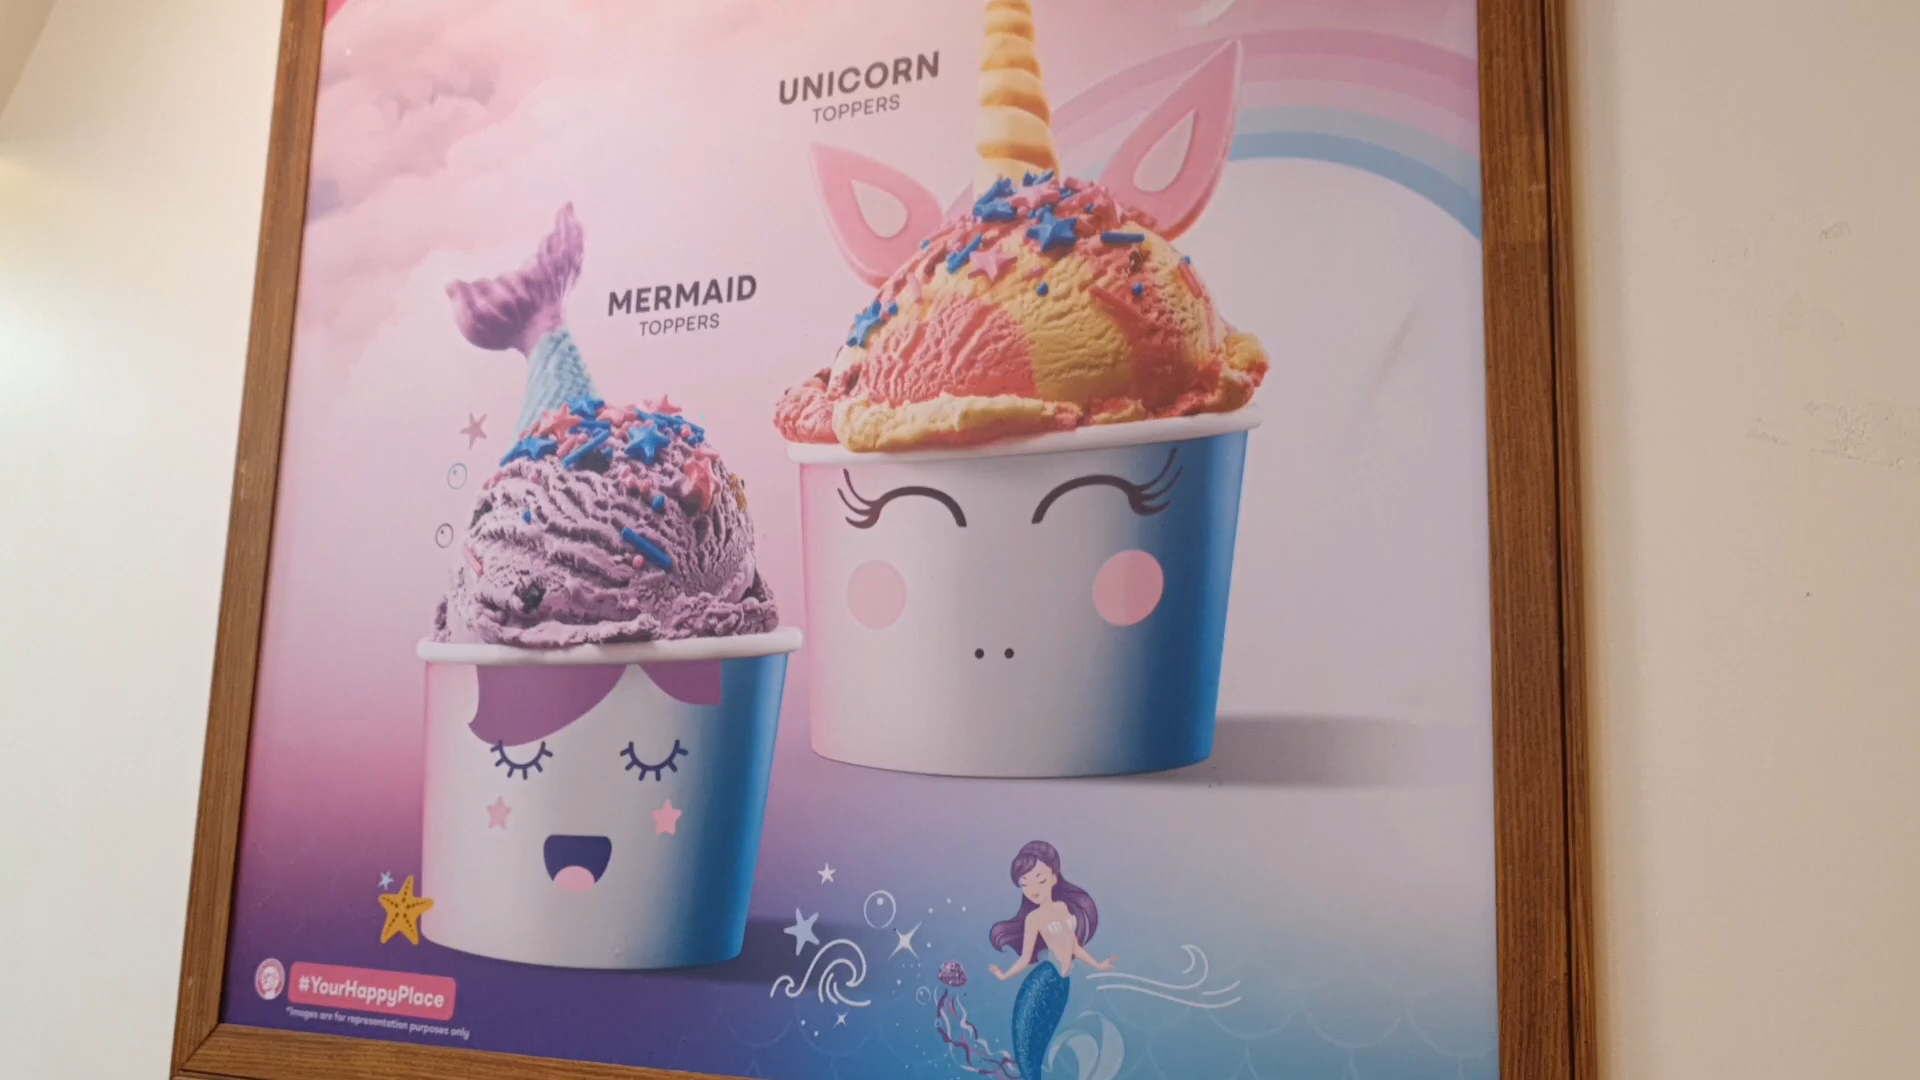 UNICORN
TOPPERS
MERMAID
TOPPERS
#YourHappyPlace
*Images are for representation purposes only